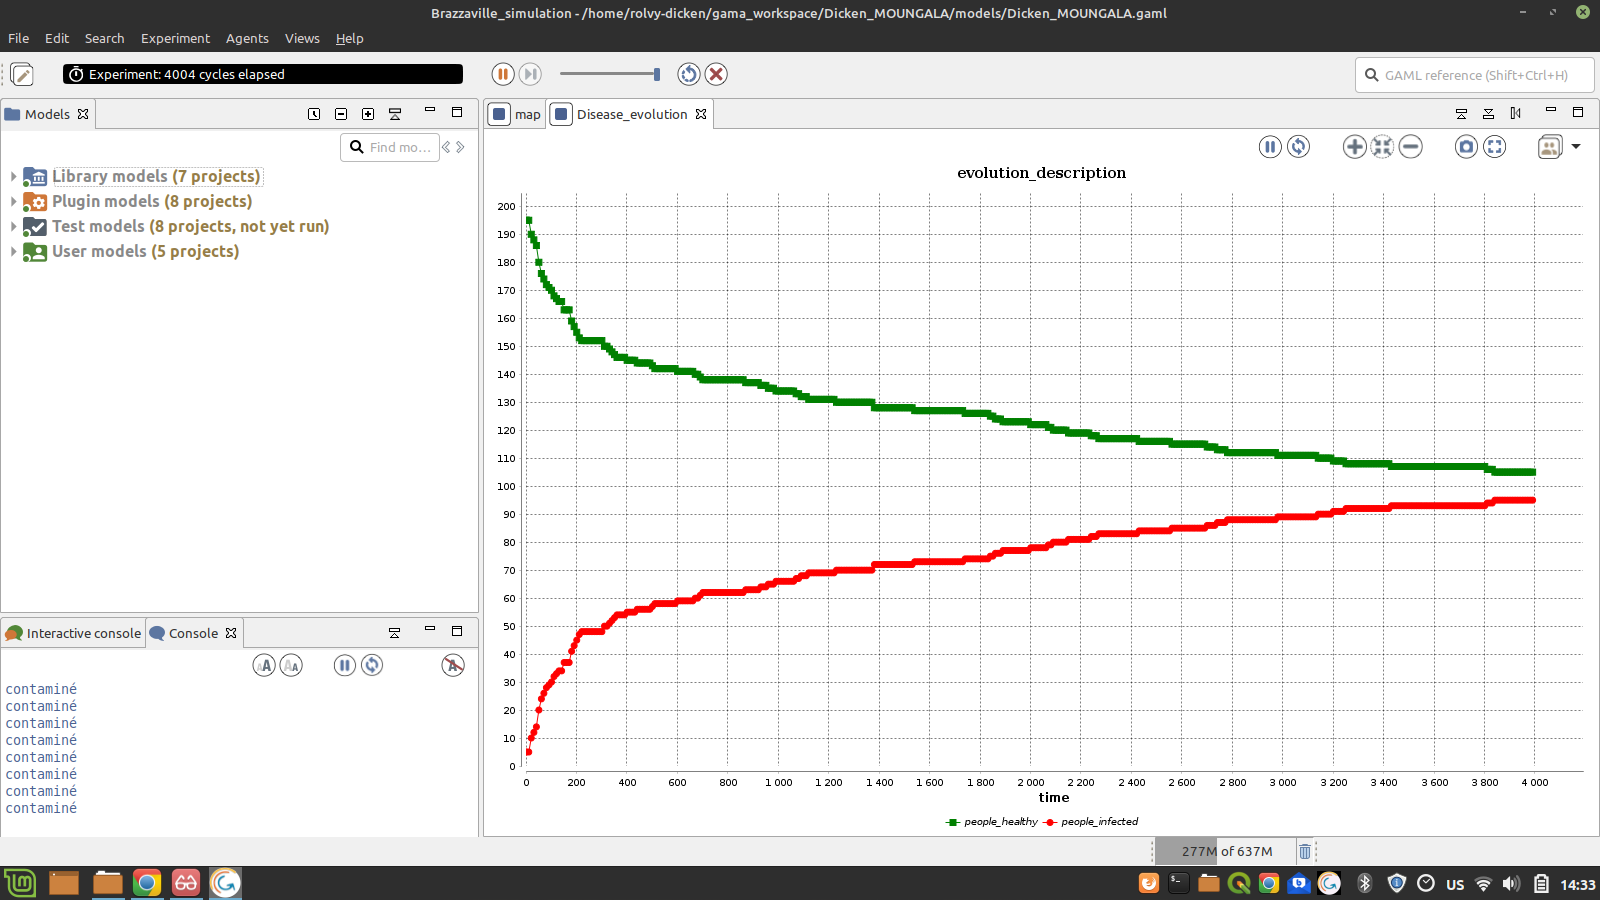 Brazzaville_simulation - /home/rolvy-dicken/gama_workspace/Dicken_MOUNGALA/models/Dicken_MOUNGALA.gaml
File Edit Search Experiment Agents Views Help
Experiment: 4004 cycles elapsed
GAML reference (Shift+Ctrl+H)
Models
Find mo...
Library models (7 projects)
Plugin models (8 projects)
Test models (8 projects, not yet run)
User models (5 projects)
Interactive console
Console
contaminé
contaminé
contaminé
contaminé
contaminé
contaminé
contaminé
contaminé
map
Disease_evolution
evolution_description
200
190
180
170
160
150
140
130
120
110
100
90
80
70
60
50
40
30
20
10
0
0 200 400 600 800 1 000 1 200 1 400 1 600 1 800 2 000 2 200 2 400 2 600 2 800 3 000 3 200 3 400 3 600 3 800 4 000
time
people_healthy people_infected
277M of 637M
US
14:33